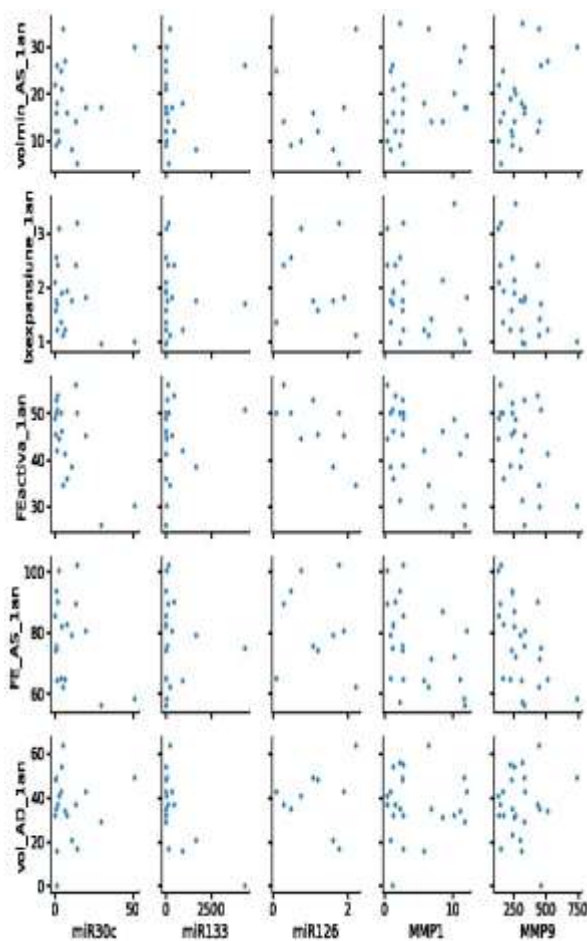 volmin_AS_1an
30
20
10
Ixexpansiune_1an
3
2
1
FEactiva_1an
50
40
30
FE_AS_1an
100
80
60
vol_AD_1an
60
40
20
0
0 50 0 2500 0 2 0 10 250 500 750
miR30c miR133 miR126 MMP1 MMP9